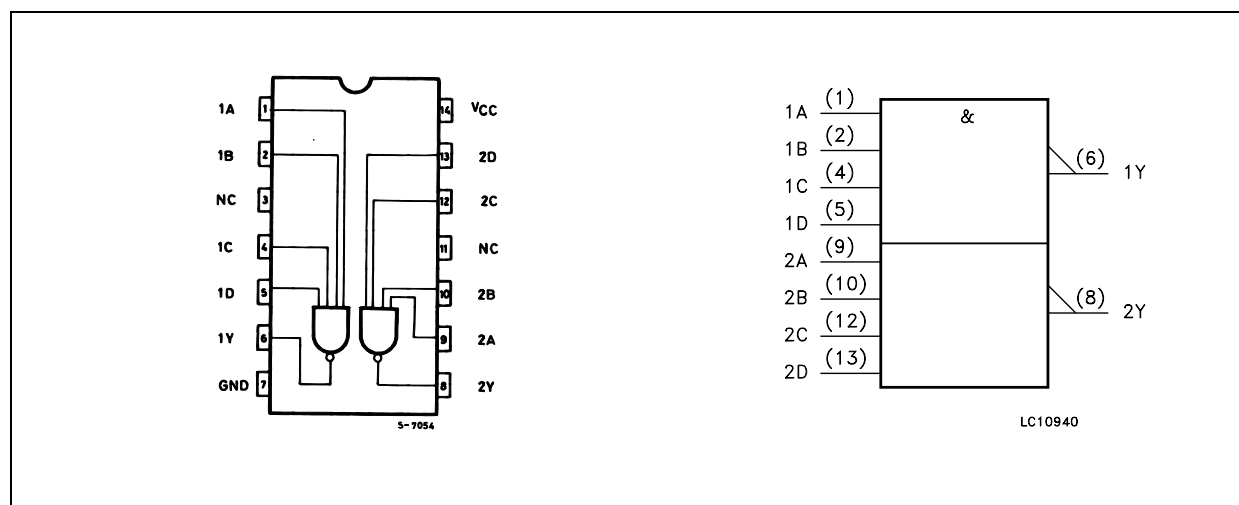 1A 1 14 VCC
1B 2 13 2D
NC 3 12 2C
1C 4 11 NC
1D 5 10 2B
1Y 6 9 2A
GND 7 8 2Y
S-7054
&
1A (1)
1B (2)
1C (4)
1D (5)
2A (9)
2B (10)
2C (12)
2D (13)
(6) 1Y
(8) 2Y
LC10940